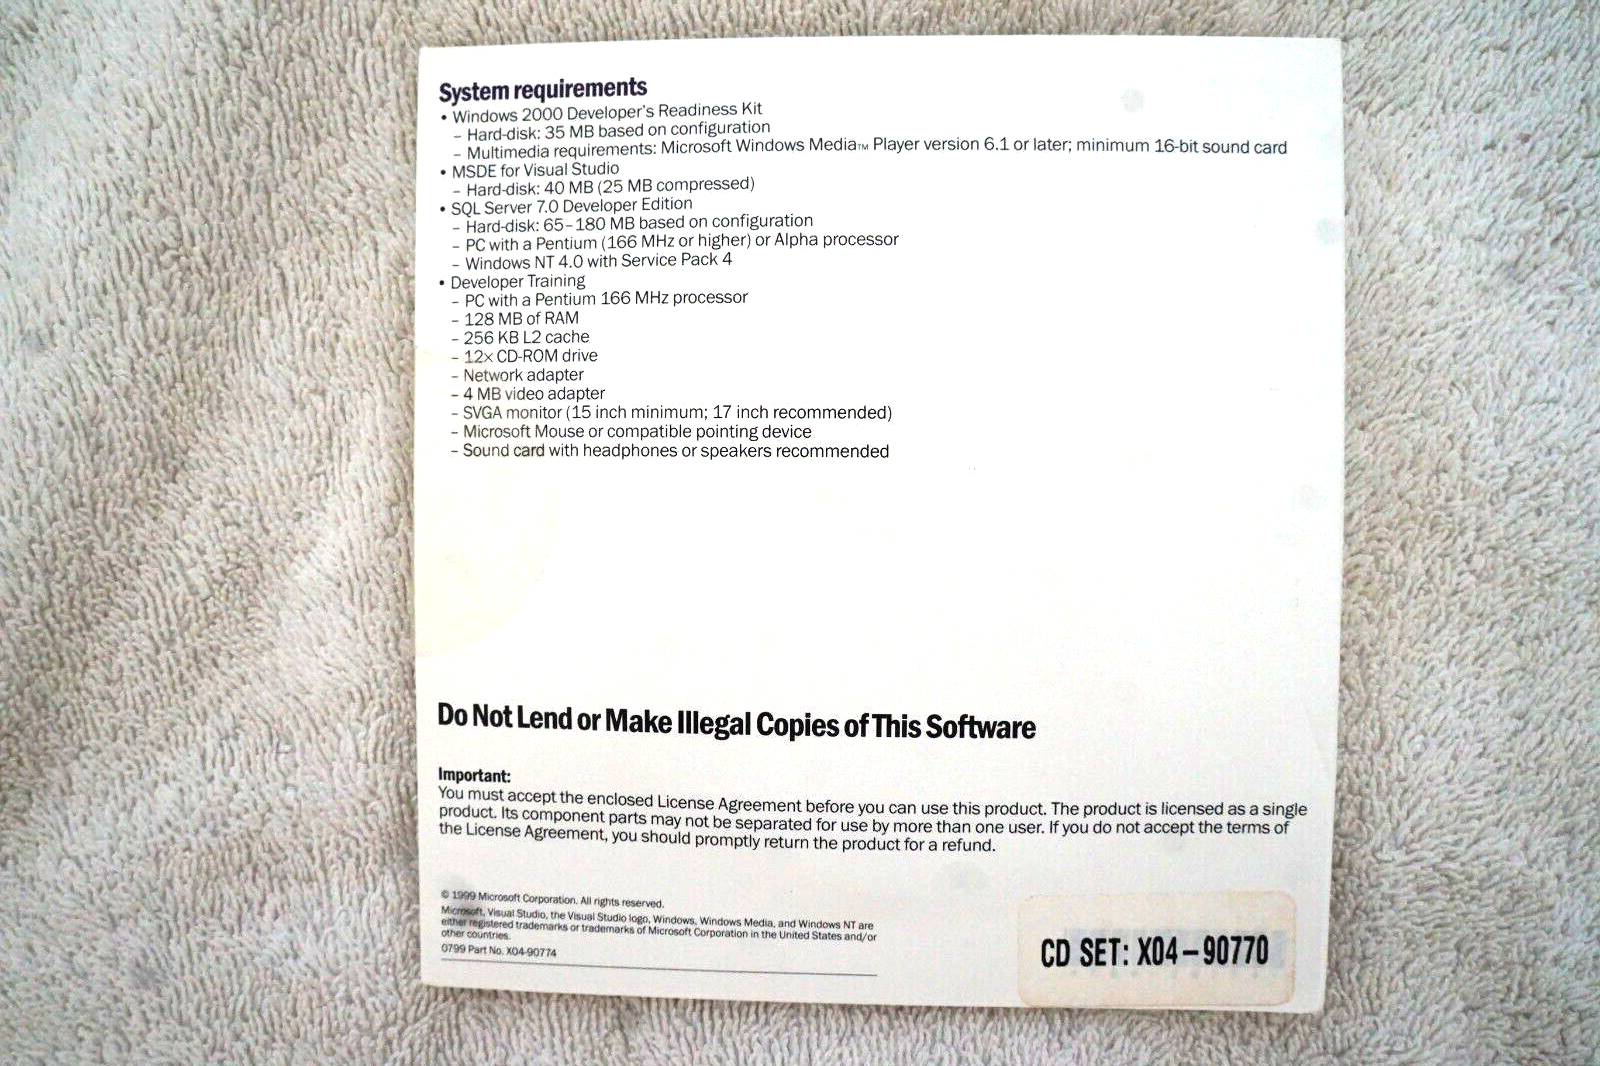 System requirements
• Windows 2000 Developer's Readiness Kit
– Hard-disk: 35 MB based on configuration
– Multimedia requirements: Microsoft Windows Media™ Player version 6.1 or later; minimum 16-bit sound card
• MSDE for Visual Studio
– Hard-disk: 40 MB (25 MB compressed)
• SQL Server 7.0 Developer Edition
– Hard-disk: 65–180 MB based on configuration
– PC with a Pentium (166 MHz or higher) or Alpha processor
– Windows NT 4.0 with Service Pack 4
• Developer Training
– PC with a Pentium 166 MHz processor
– 128 MB of RAM
– 256 KB L2 cache
– 12x CD-ROM drive
– Network adapter
– 4 MB video adapter
– SVGA monitor (15 inch minimum; 17 inch recommended)
– Microsoft Mouse or compatible pointing device
– Sound card with headphones or speakers recommended
Do Not Lend or Make Illegal Copies of This Software
Important:
You must accept the enclosed License Agreement before you can use this product. The product is licensed as a single
product. Its component parts may not be separated for use by more than one user. If you do not accept the terms of
the License Agreement, you should promptly return the product for a refund.
© 1999 Microsoft Corporation. All rights reserved.
Microsoft, Visual Studio, the Visual Studio logo, Windows, Windows Media, and Windows NT are
either registered trademarks or trademarks of Microsoft Corporation in the United States and/or
other countries.
0799 Part No. X04-90774
CD SET: X04-90770